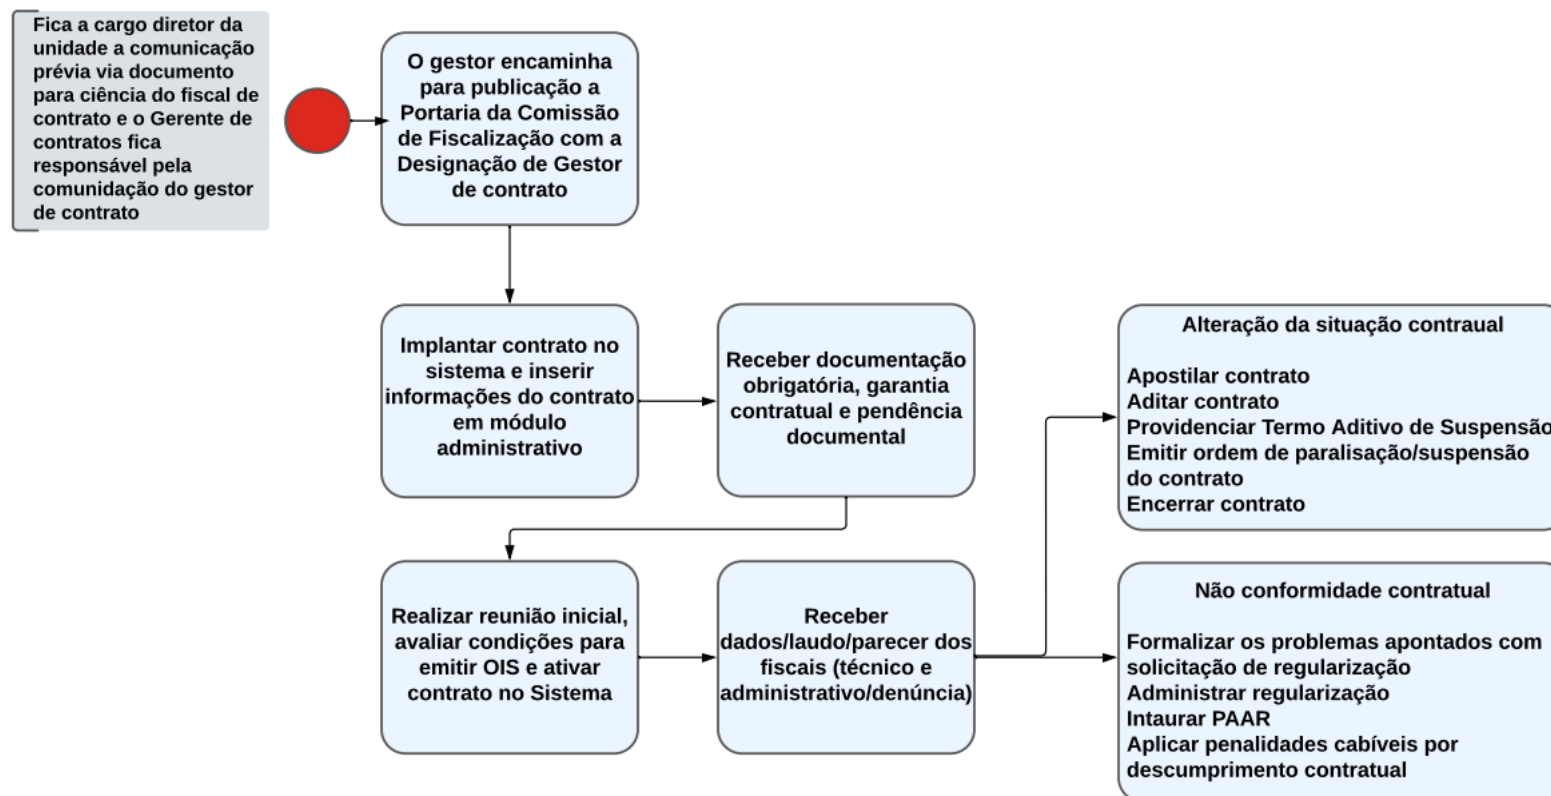 Fica a cargo diretor da
unidade a comunicação
prévia via documento
para ciência do fiscal de
contrato e o Gerente de
contratos fica
responsável pela
comunidação do gestor
de contrato
O gestor encaminha
para publicação a
Portaria da Comissão
de Fiscalização com a
Designação de Gestor
de contrato
Implantar contrato no
sistema e inserir
informações do contrato
em módulo
administrativo
Receber documentação
obrigatória, garantia
contratual e pendência
documental
Alteração da situação contraual
Apostilar contrato
Aditar contrato
Providenciar Termo Aditivo de Suspensão
Emitir ordem de paralisação/suspensão
do contrato
Encerrar contrato
Realizar reunião inicial,
avaliar condições para
emitir OIS e ativar
contrato no Sistema
Receber
dados/laudo/parecer dos
fiscais (técnico e
administrativo/denúncia)
Não conformidade contratual
Formalizar os problemas apontados com
solicitação de regularização
Administrar regularização
Intaurar PAAR
Aplicar penalidades cabíveis por
descumprimento contratual